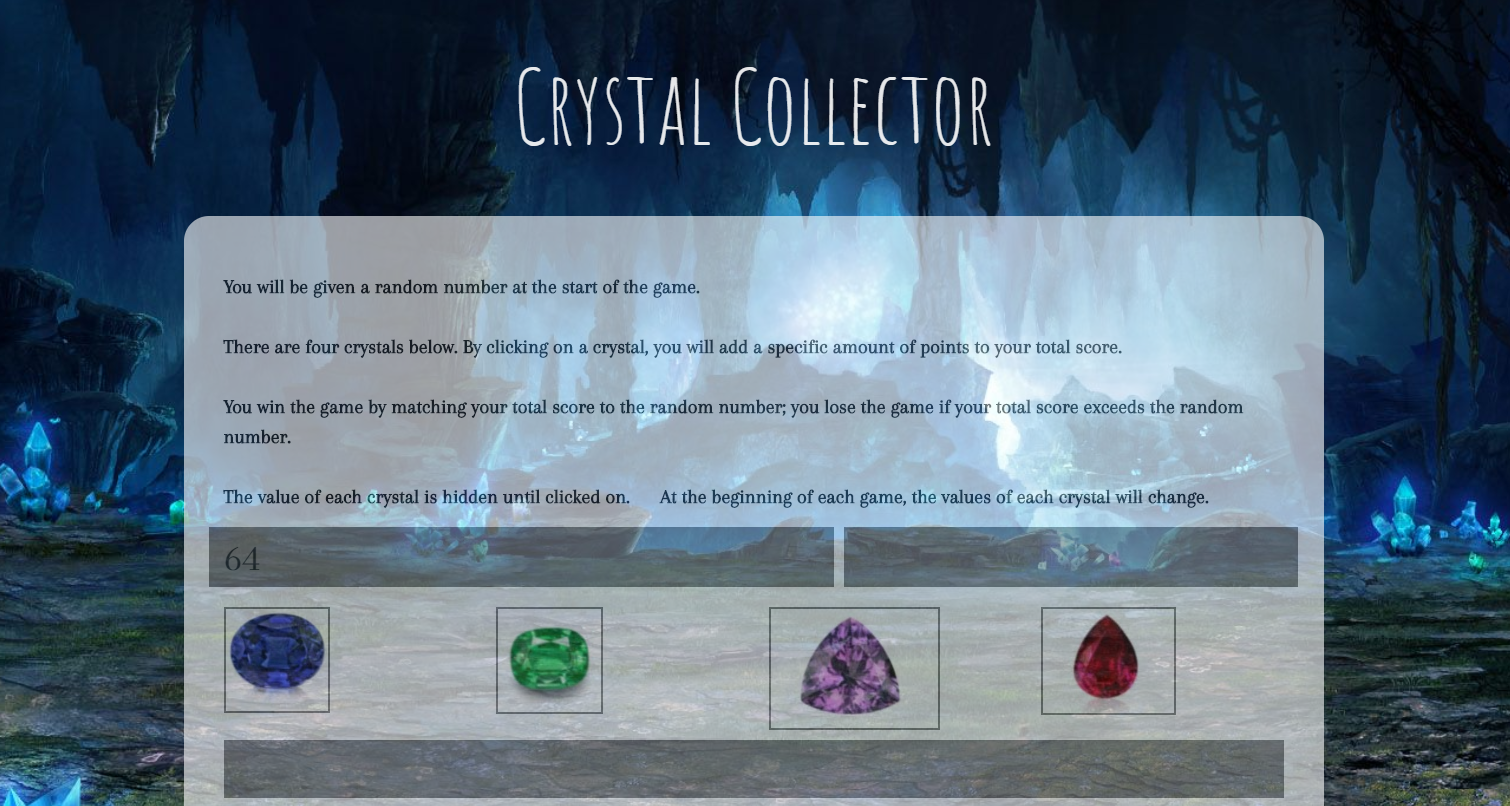 Crystal Collector
You will be given a random number at the start of the game.
There are four crystals below. By clicking on a crystal, you will add a specific amount of points to your total score.
You win the game by matching your total score to the random number; you lose the game if your total score exceeds the random
number.
The value of each crystal is hidden until clicked on. At the beginning of each game, the values of each crystal will change.
64